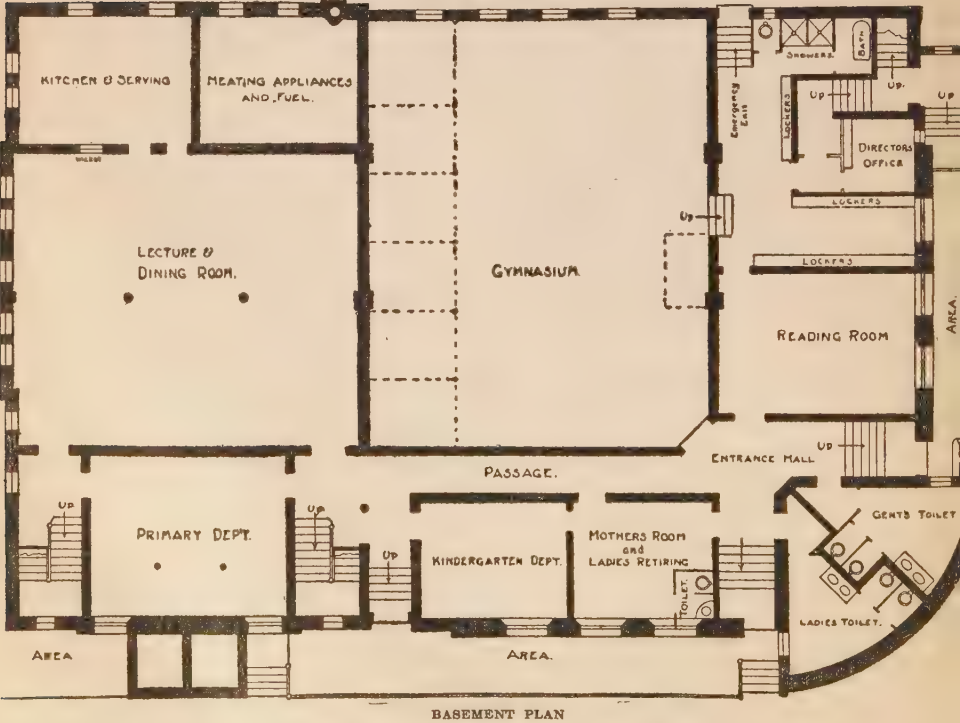 KITCHEN & SERVING
HEATING APPLIANCES
AND FUEL.
Emergency
Exit
SHOWERS
BATH
LOCKERS
Up
Up.
Up
DIRECTORS
OFFICE
LOCKERS
LECTURE &
DINING ROOM.
GYMNASIUM.
Up
LOCKERS
READING ROOM
AREA.
PASSAGE.
ENTRANCE HALL
Up
Up
PRIMARY DEP'T.
Up
Up
KINDERGARTEN DEPT.
MOTHERS ROOM
and
LADIES RETIRING
TOILET.
GENT'S TOILET
LADIES TOILET.
AREA
AREA.
BASEMENT PLAN